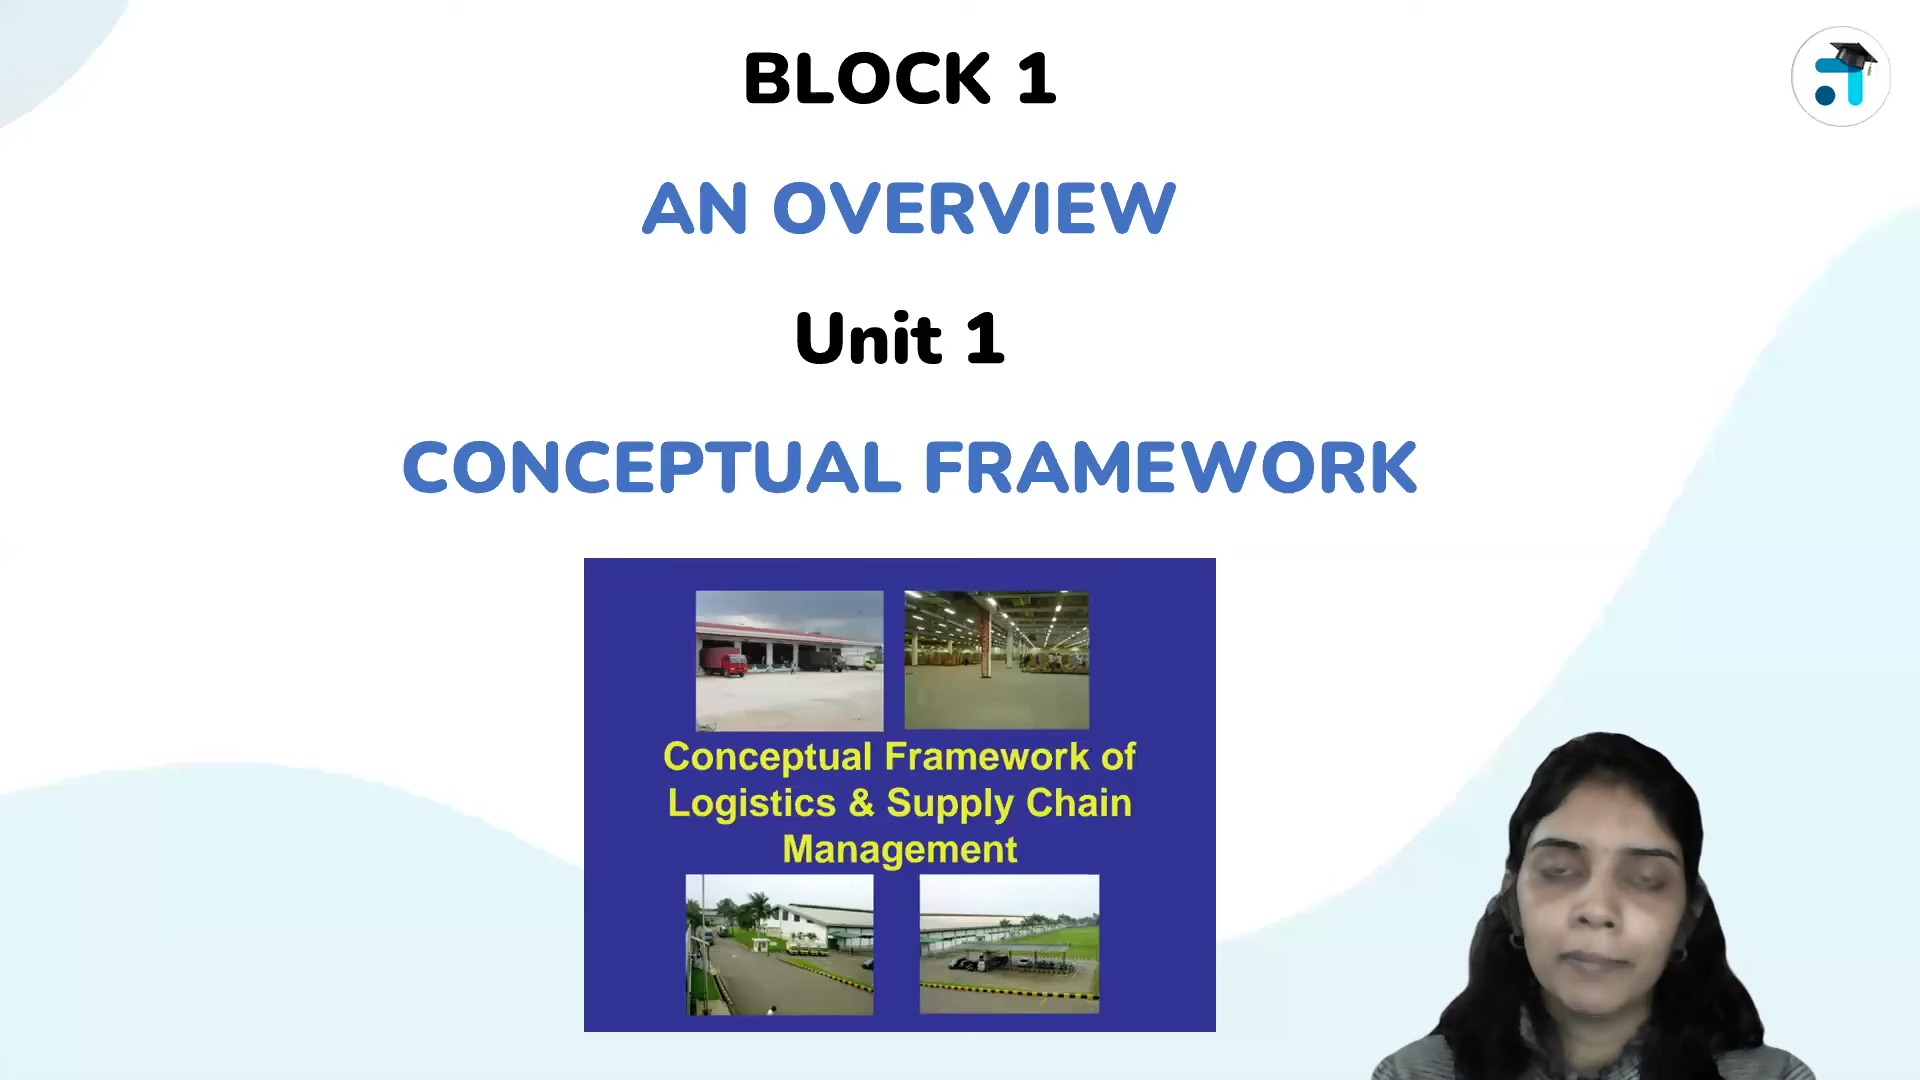 BLOCK 1
AN OVERVIEW
Unit 1
CONCEPTUAL FRAMEWORK
Conceptual Framework of
Logistics & Supply Chain
Management